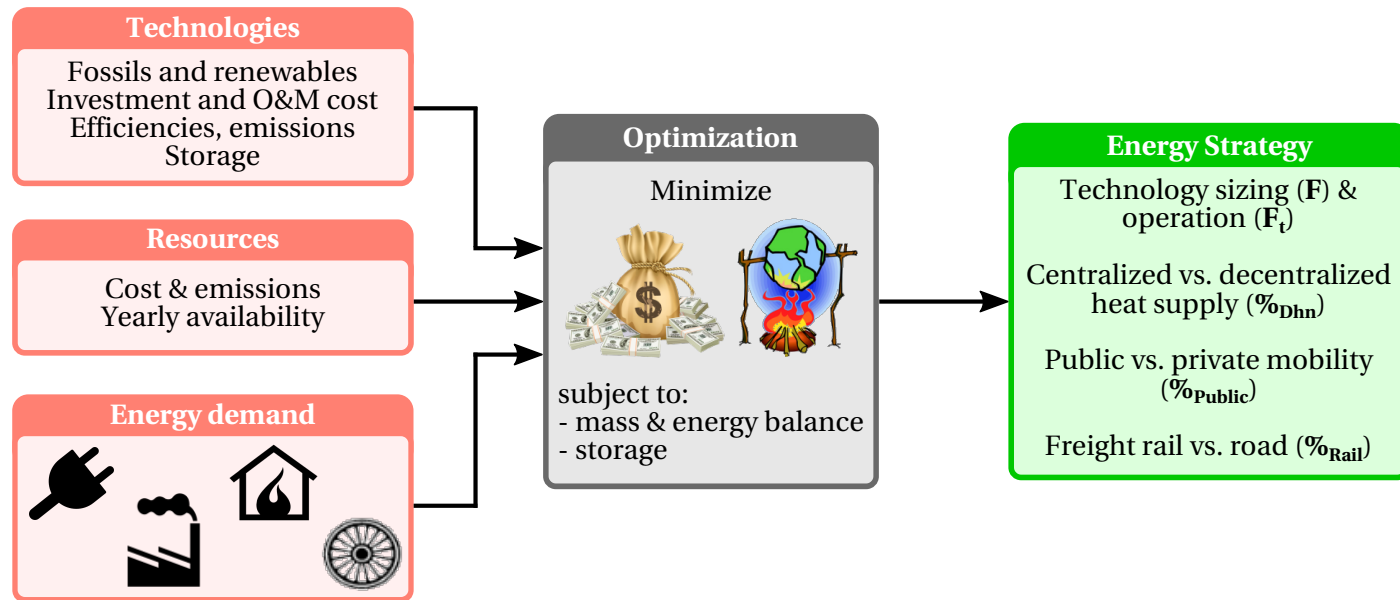 Technologies
Fossils and renewables
Investment and O&M cost
Efficiencies, emissions
Storage
Resources
Cost & emissions
Yearly availability
Energy demand
Optimization
Minimize
$
subject to:
- mass & energy balance
- storage
Energy Strategy
Technology sizing (F) &
operation (Ft)
Centralized vs. decentralized
heat supply (%Dhn)
Public vs. private mobility
(%Public)
Freight rail vs. road (%Rail)